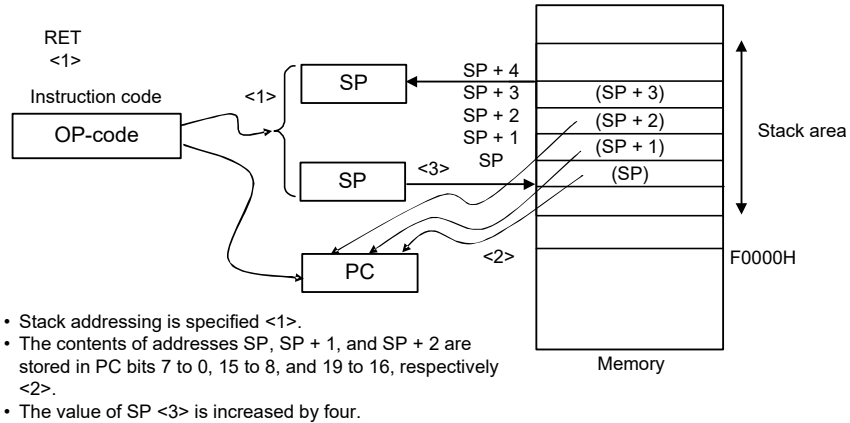 RET
<1>
Instruction code
OP-code
<1>
SP
SP
<3>
PC
<2>
SP + 4
SP + 3
SP + 2
SP + 1
SP
(SP + 3)
(SP + 2)
(SP + 1)
(SP)
Stack area
F0000H
Memory
• Stack addressing is specified <1>.
• The contents of addresses SP, SP + 1, and SP + 2 are
stored in PC bits 7 to 0, 15 to 8, and 19 to 16, respectively
<2>.
• The value of SP <3> is increased by four.